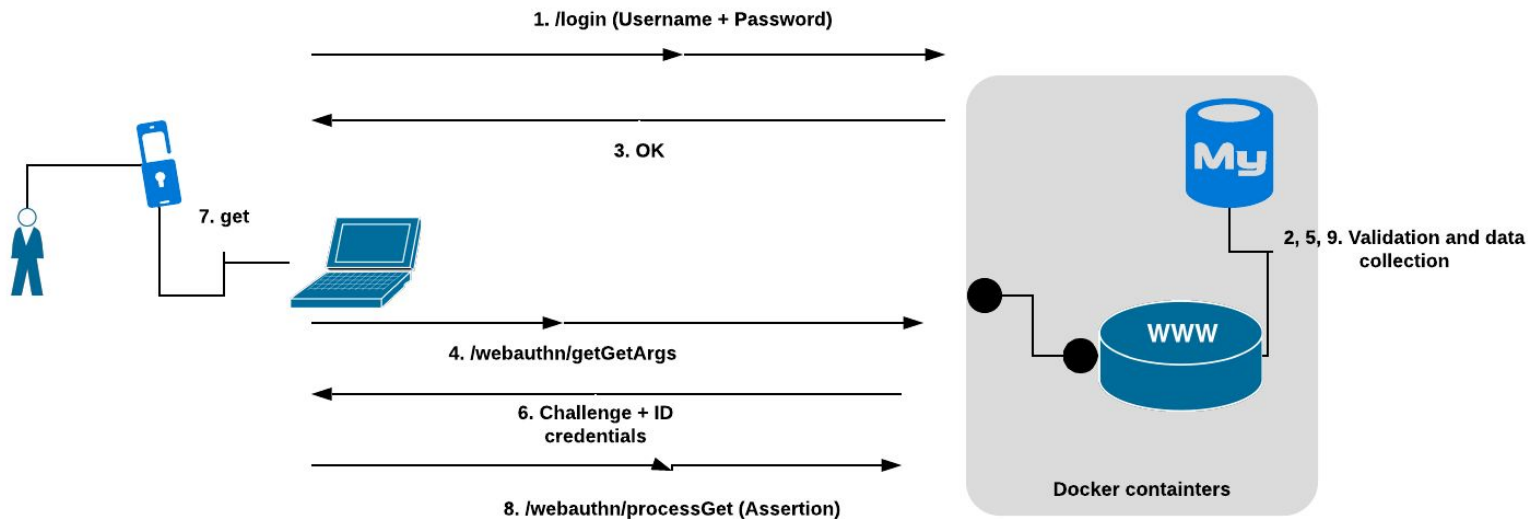 1. /login (Username + Password)
3. OK
My
7. get
2, 5, 9. Validation and data
collection
WWW
4. /webauthn/getGetArgs
6. Challenge + ID
credentials
Docker containters
8. /webauthn/processGet (Assertion)